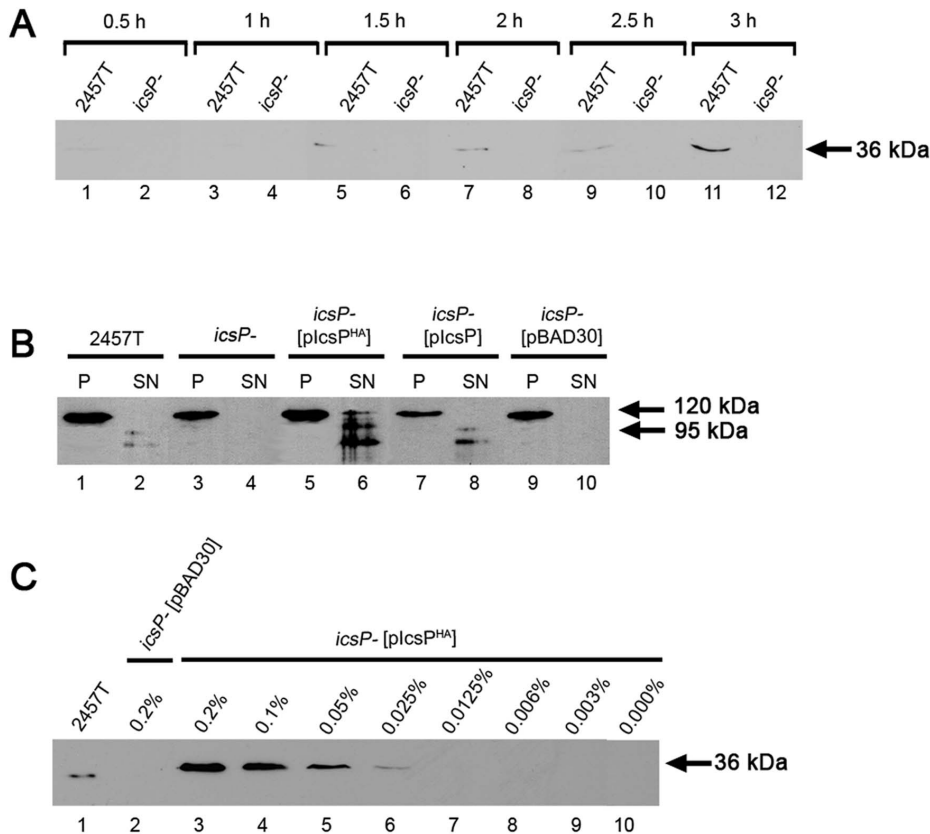 A
0.5 h 1 h 1.5 h 2 h 2.5 h 3 h
2457T icsP- 2457T icsP- 2457T icsP- 2457T icsP- 2457T icsP- 2457T icsP-
36 kDa
1 2 3 4 5 6 7 8 9 10 11 12
B
2457T icsP- icsP- [pIcsPHA] icsP- [pIcsP] icsP- [pBAD30]
P SN P SN P SN P SN P SN
120 kDa
95 kDa
1 2 3 4 5 6 7 8 9 10
C
icsP- [pBAD30]
icsP- [pIcsPHA]
2457T 0.2% 0.2% 0.1% 0.05% 0.025% 0.0125% 0.006% 0.003% 0.000%
36 kDa
1 2 3 4 5 6 7 8 9 10